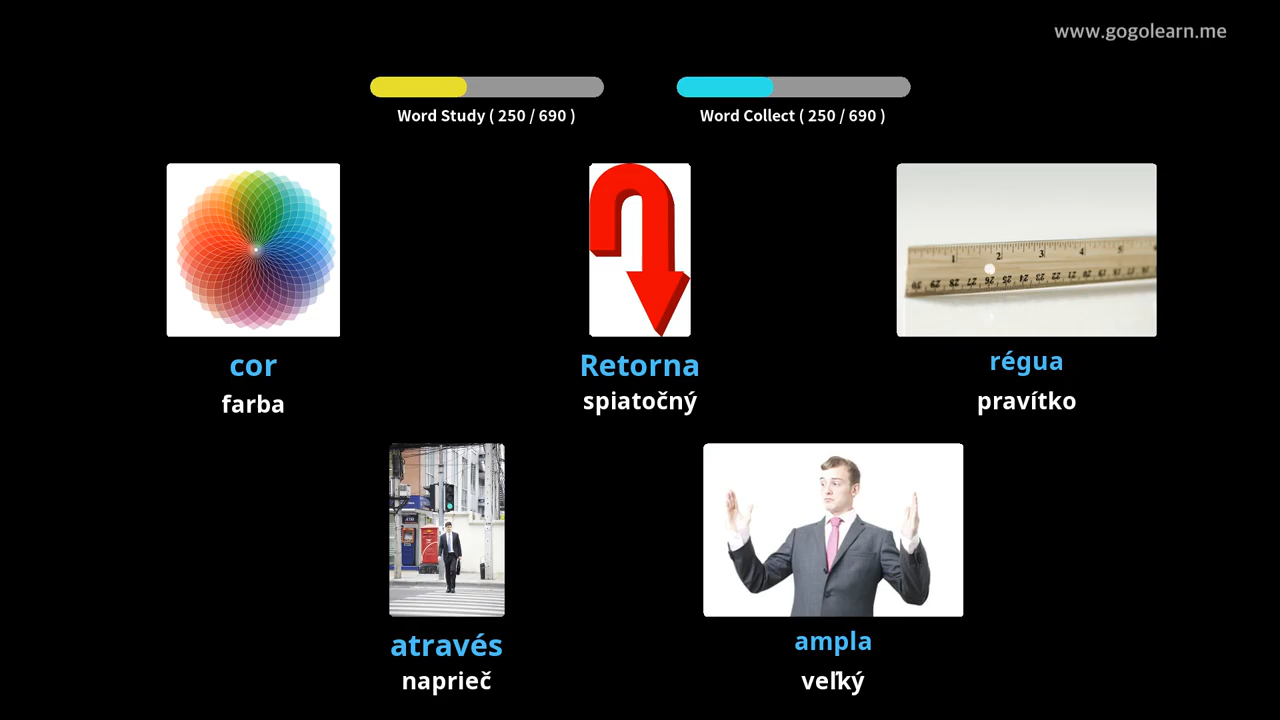 www.gogolearn.me
Word Study ( 250 / 690 )
Word Collect ( 250 / 690 )
cor
farba
Retorna
spiatočný
régua
pravítko
através
naprieč
ampla
veľký